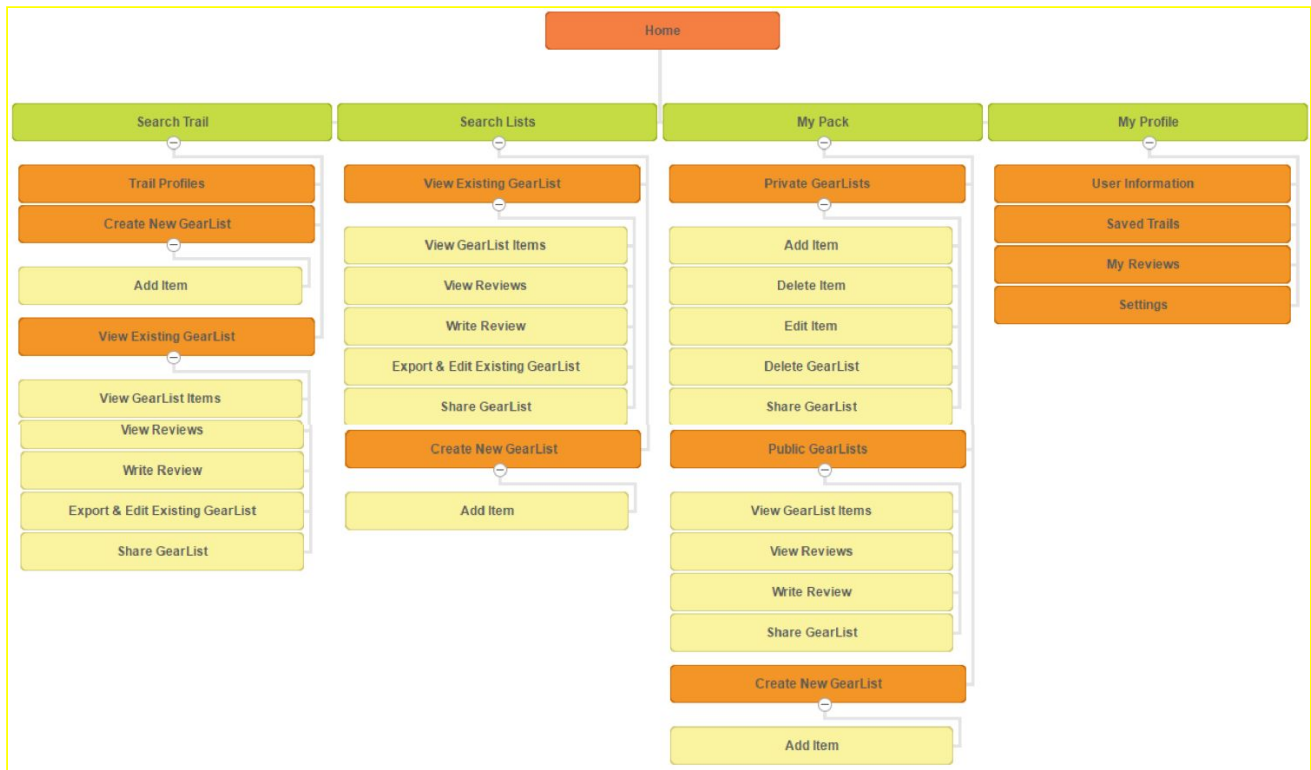 Home
Search Trail
Trail Profiles
Create New GearList
Add Item
View Existing GearList
View GearList Items
View Reviews
Write Review
Export & Edit Existing GearList
Share GearList
Search Lists
View Existing GearList
View GearList Items
View Reviews
Write Review
Export & Edit Existing GearList
Share GearList
Create New GearList
Add Item
My Pack
Private GearLists
Add Item
Delete Item
Edit Item
Delete GearList
Share GearList
Public GearLists
View GearList Items
View Reviews
Write Review
Share GearList
Create New GearList
Add Item
My Profile
User Information
Saved Trails
My Reviews
Settings